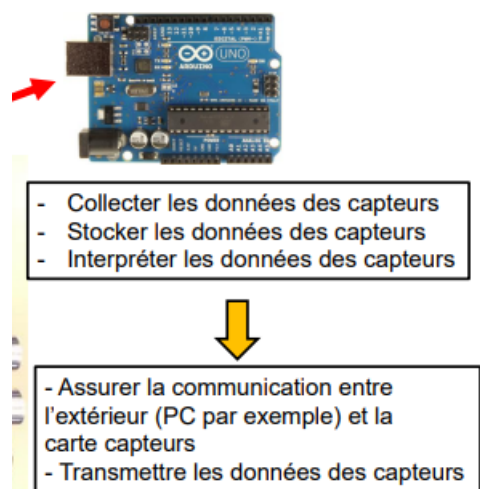 UNO
ARDUINO
- Collecter les données des capteurs
- Stocker les données des capteurs
- Interpréter les données des capteurs
- Assurer la communication entre
l'extérieur (PC par exemple) et la
carte capteurs
- Transmettre les données des capteurs